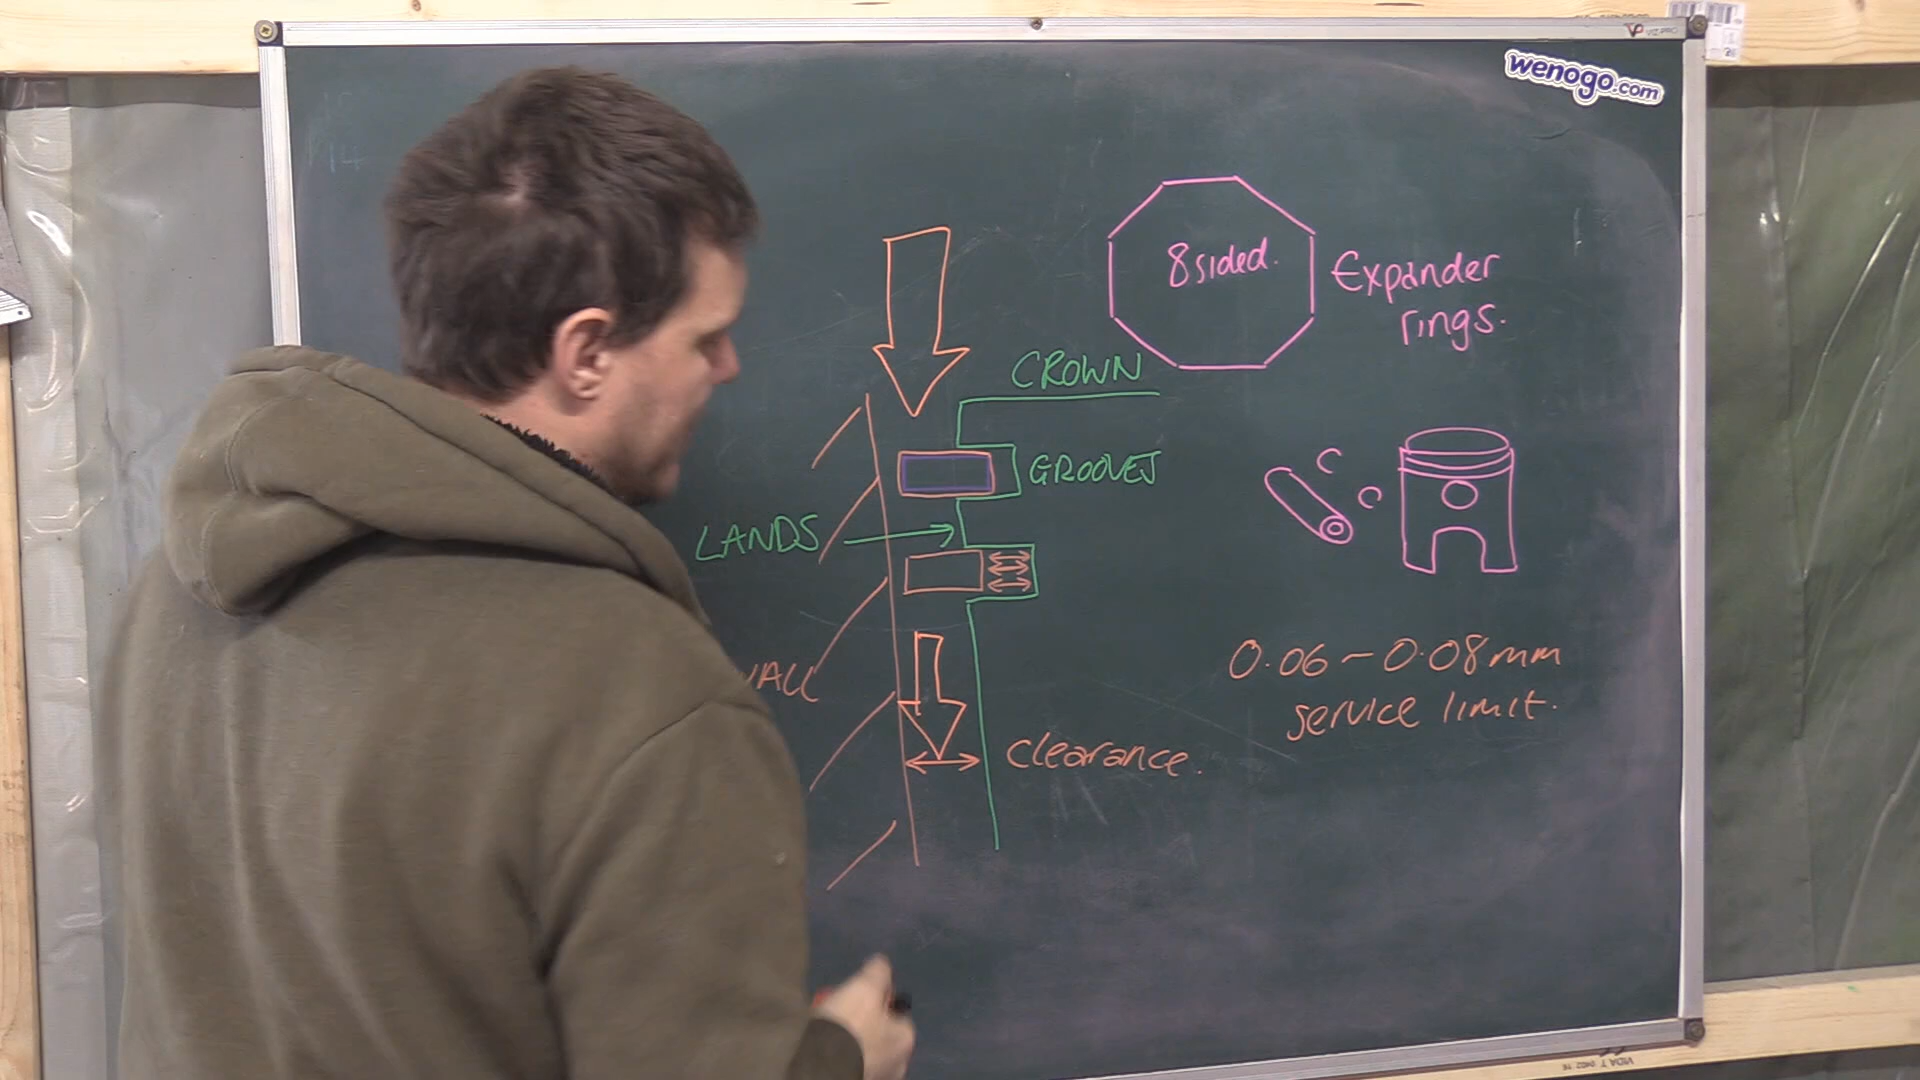 wenogo.com
8 sided.
Expander
rings.
CROWN
GROOVES
LANDS
WALL
0.06 - 0.08mm
service limit.
clearance.